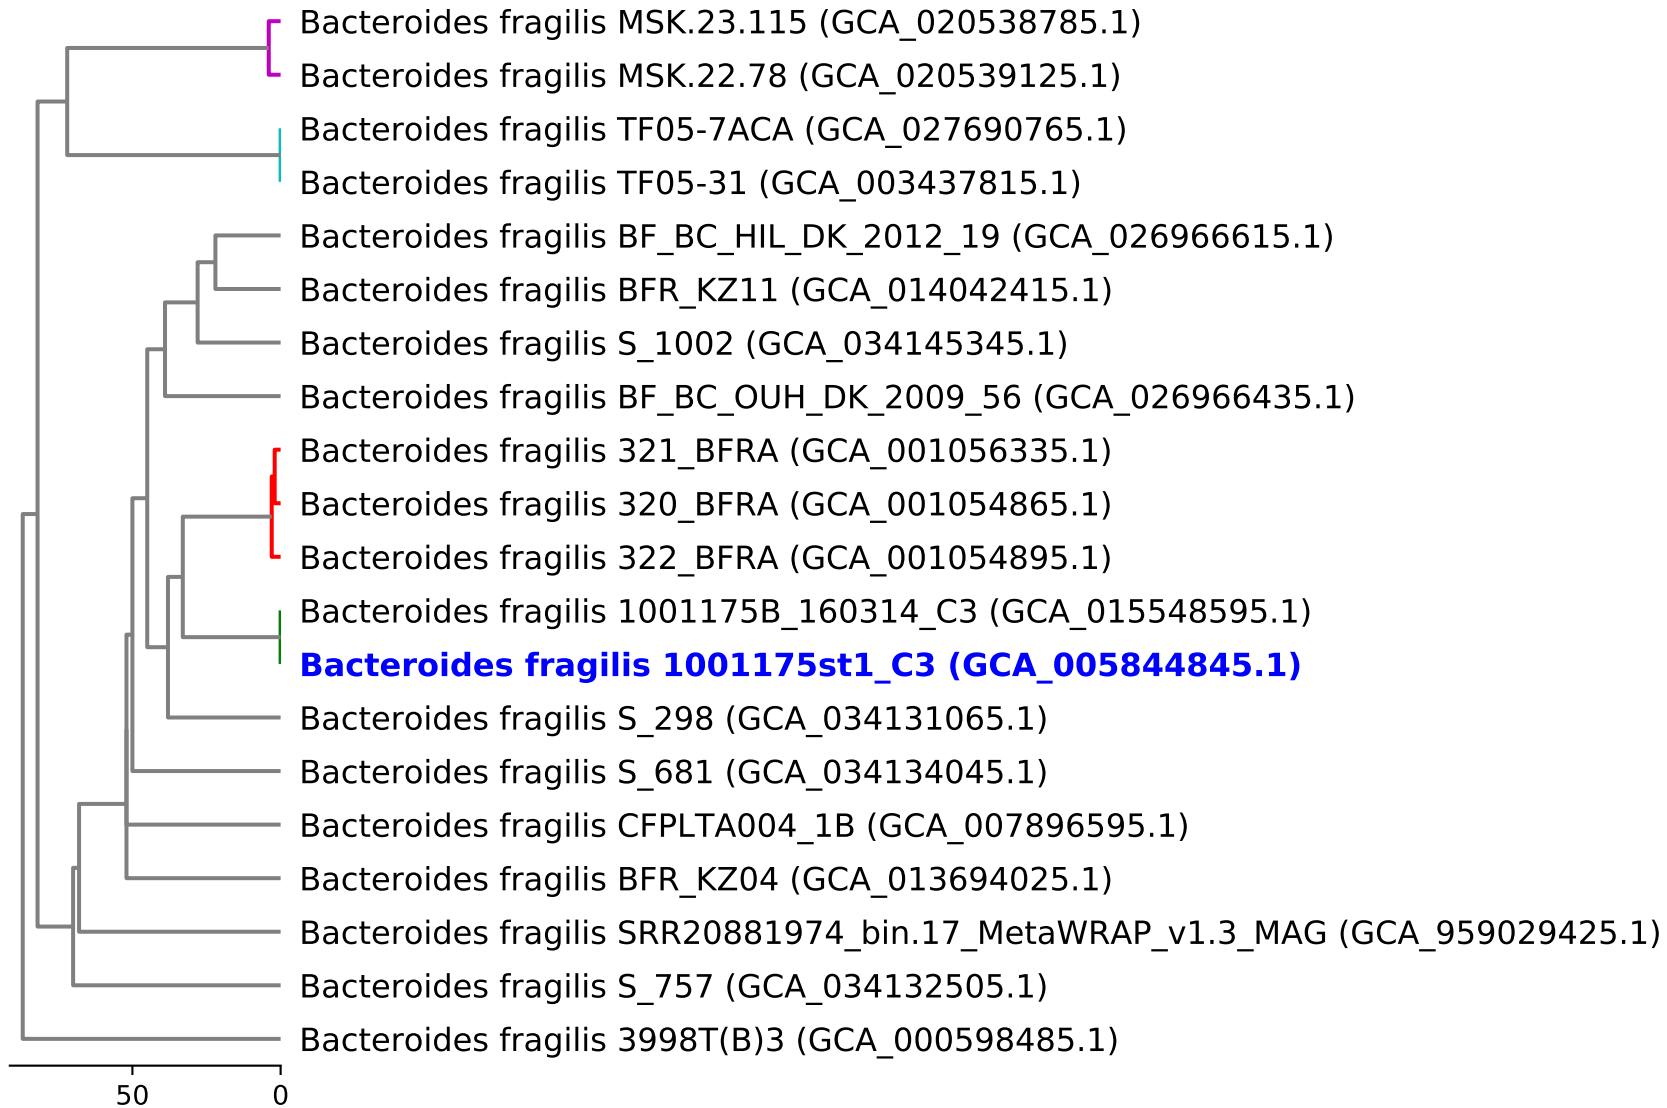 Bacteroides fragilis MSK.23.115 (GCA_020538785.1)
Bacteroides fragilis MSK.22.78 (GCA_020539125.1)
Bacteroides fragilis TF05-7ACA (GCA_027690765.1)
Bacteroides fragilis TF05-31 (GCA_003437815.1)
Bacteroides fragilis BF_BC_HIL_DK_2012_19 (GCA_026966615.1)
Bacteroides fragilis BFR_KZ11 (GCA_014042415.1)
Bacteroides fragilis S_1002 (GCA_034145345.1)
Bacteroides fragilis BF_BC_OUH_DK_2009_56 (GCA_026966435.1)
Bacteroides fragilis 321_BFRA (GCA_001056335.1)
Bacteroides fragilis 320_BFRA (GCA_001054865.1)
Bacteroides fragilis 322_BFRA (GCA_001054895.1)
Bacteroides fragilis 1001175B_160314_C3 (GCA_015548595.1)
Bacteroides fragilis 1001175st1_C3 (GCA_005844845.1)
Bacteroides fragilis S_298 (GCA_034131065.1)
Bacteroides fragilis S_681 (GCA_034134045.1)
Bacteroides fragilis CFPLTA004_1B (GCA_007896595.1)
Bacteroides fragilis BFR_KZ04 (GCA_013694025.1)
Bacteroides fragilis SRR20881974_bin.17_MetaWRAP_v1.3_MAG (GCA_959029425.1)
Bacteroides fragilis S_757 (GCA_034132505.1)
Bacteroides fragilis 3998T(B)3 (GCA_000598485.1)
50 0